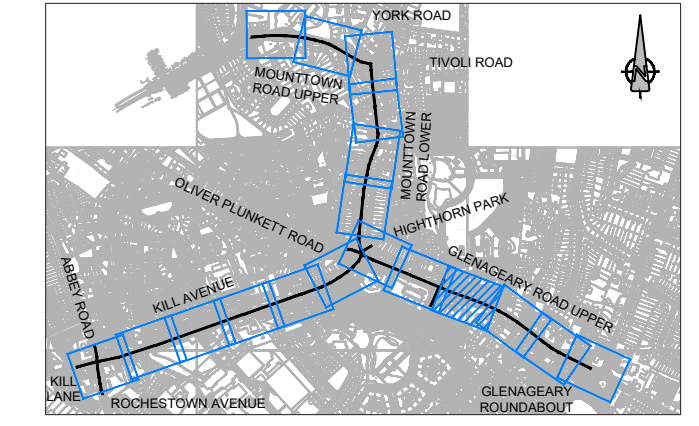 YORK ROAD
TIVOLI ROAD
MOUNTTOWN
ROAD UPPER
N
MOUNTTOWN
ROAD LOWER
OLIVER PLUNKETT ROAD
HIGHTHORN PARK
GLENAGEARY ROAD UPPER
ABBEY ROAD
KILL AVENUE
KILL
LANE
ROCHESTOWN AVENUE
GLENAGEARY
ROUNDABOUT